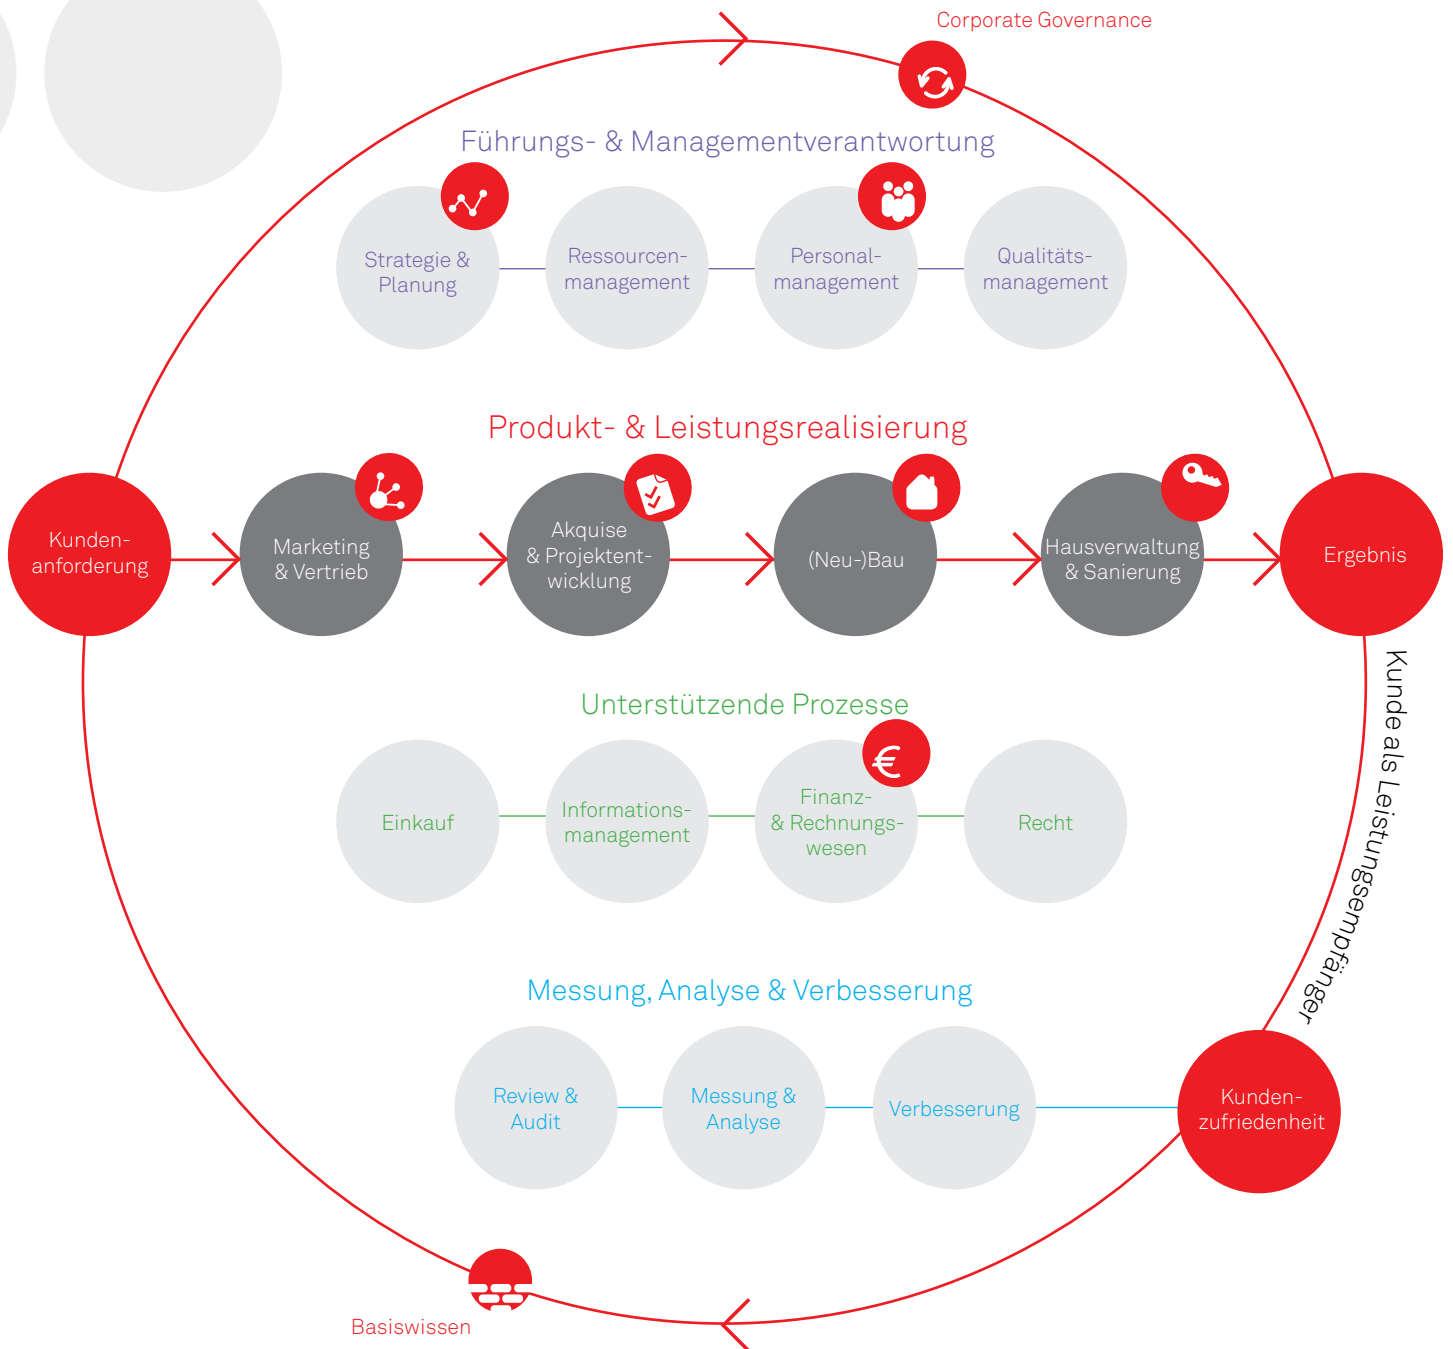 Corporate Governance
Führungs- & Managementverantwortung
Strategie &
Planung
Ressourcen-
management
Personal-
management
Qualitäts-
management
Produkt- & Leistungsrealisierung
Kunden-
anforderung
Marketing
& Vertrieb
Akquise
& Projektent-
wicklung
(Neu-)Bau
Hausverwaltung
& Sanierung
Ergebnis
Kunde als Leistungsempfänger
Unterstützende Prozesse
Einkauf
Informations-
management
€
Finanz-
& Rechnungs-
wesen
Recht
Messung, Analyse & Verbesserung
Review &
Audit
Messung &
Analyse
Verbesserung
Kunden-
zufriedenheit
Basiswissen